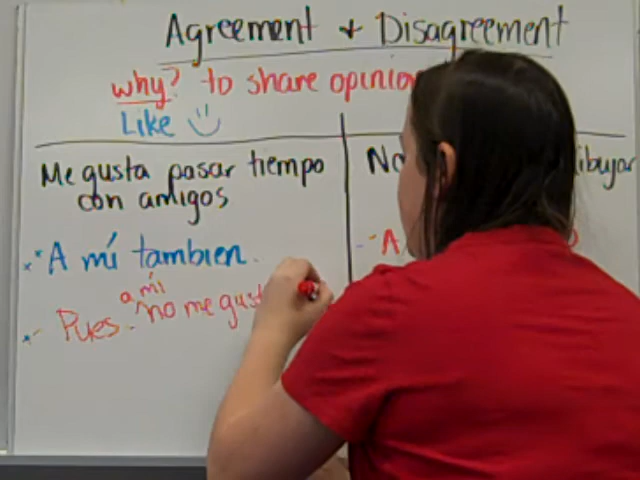 Agreement + Disagreement
why? to share opinio
Like
Me gusta pasar tiempo
con amigos
No ibujar
* A mí tambien.
A
a mí
Pues. no me gust